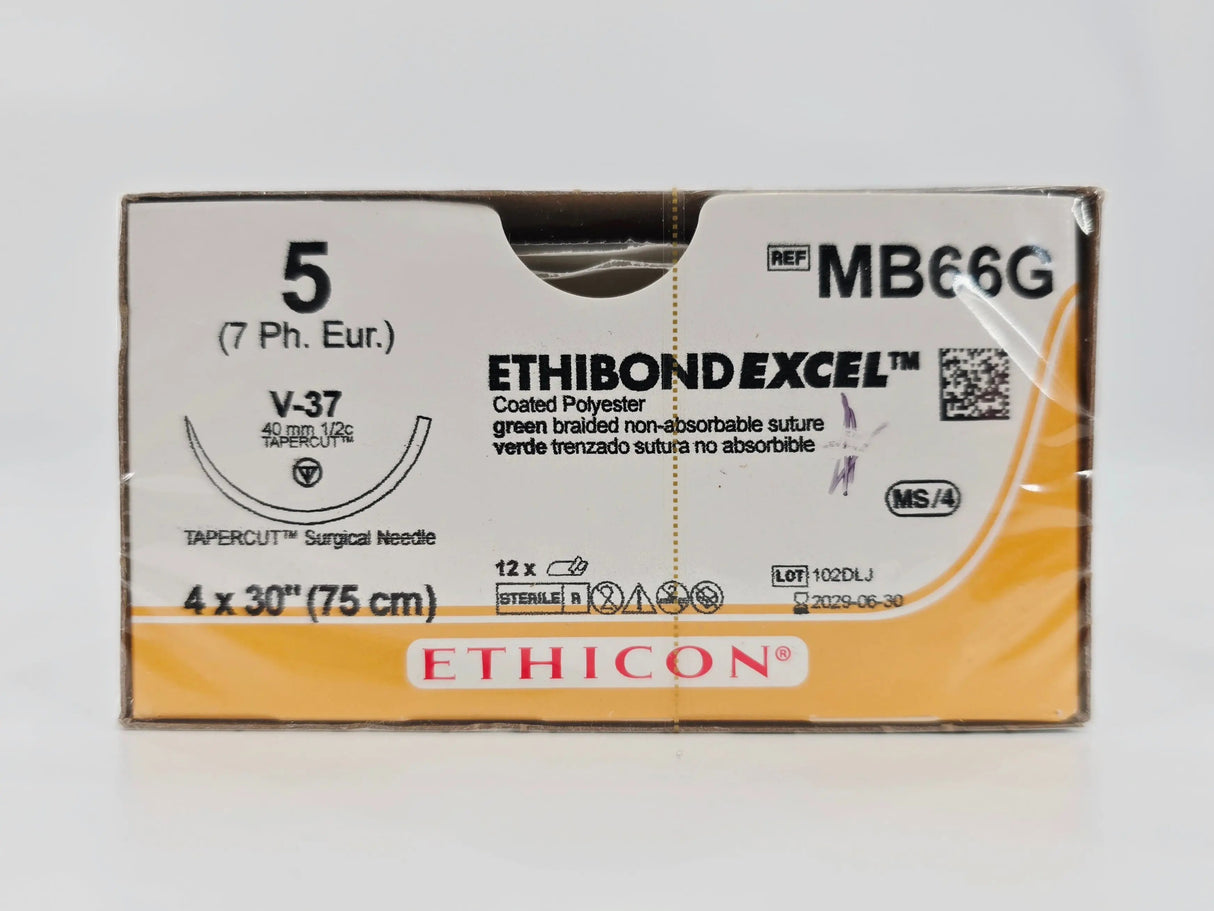 5
(7 Ph. Eur.)
V-37
40 mm 1/2c
TAPERCUT™
TAPERCUT™ Surgical Needle
4 x 30" (75 cm)
REF MB66G
ETHIBOND EXCEL™
Coated Polyester
green braided non-absorbable suture
verde trenzado sutura no absorbible
MS/4
12 x
STERILE R
LOT 102DLJ
2029-06-30
ETHICON®